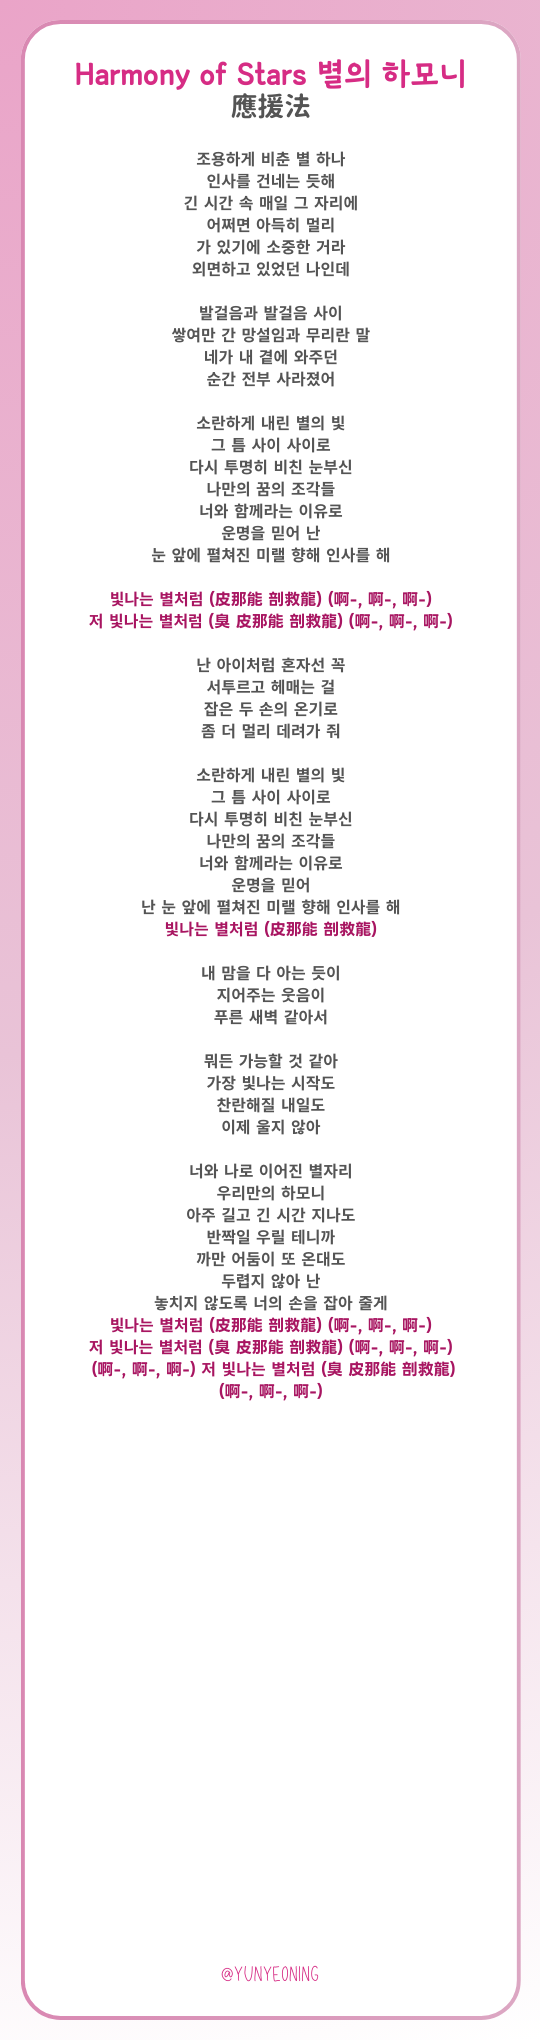 Harmony of Stars 별의 하모니
應援法
조용하게 비춘 별 하나
인사를 건네는 듯해
긴 시간 속 매일 그 자리에
어쩌면 아득히 멀리
가 있기에 소중한 거라
외면하고 있었던 나인데
발걸음과 발걸음 사이
쌓여만 간 망설임과 무리란 말
네가 내 곁에 와주던
순간 전부 사라졌어
소란하게 내린 별의 빛
그 틈 사이 사이로
다시 투명히 비친 눈부신
나만의 꿈의 조각들
너와 함께라는 이유로
운명을 믿어 난
눈 앞에 펼쳐진 미랠 향해 인사를 해
빛나는 별처럼 (皮那能 剖救龍) (啊-, 啊-, 啊-)
저 빛나는 별처럼 (臭 皮那能 剖救龍) (啊-, 啊-, 啊-)
난 아이처럼 혼자선 꼭
서투르고 헤매는 걸
잡은 두 손의 온기로
좀 더 멀리 데려가 줘
소란하게 내린 별의 빛
그 틈 사이 사이로
다시 투명히 비친 눈부신
나만의 꿈의 조각들
너와 함께라는 이유로
운명을 믿어
난 눈 앞에 펼쳐진 미랠 향해 인사를 해
빛나는 별처럼 (皮那能 剖救龍)
내 맘을 다 아는 듯이
지어주는 웃음이
푸른 새벽 같아서
뭐든 가능할 것 같아
가장 빛나는 시작도
찬란해질 내일도
이제 울지 않아
너와 나로 이어진 별자리
우리만의 하모니
아주 길고 긴 시간 지나도
반짝일 우릴 테니까
까만 어둠이 또 온대도
두렵지 않아 난
놓치지 않도록 너의 손을 잡아 줄게
빛나는 별처럼 (皮那能 剖救龍) (啊-, 啊-, 啊-)
저 빛나는 별처럼 (臭 皮那能 剖救龍) (啊-, 啊-, 啊-)
(啊-, 啊-, 啊-) 저 빛나는 별처럼 (臭 皮那能 剖救龍)
(啊-, 啊-, 啊-)
@YUNYEONING